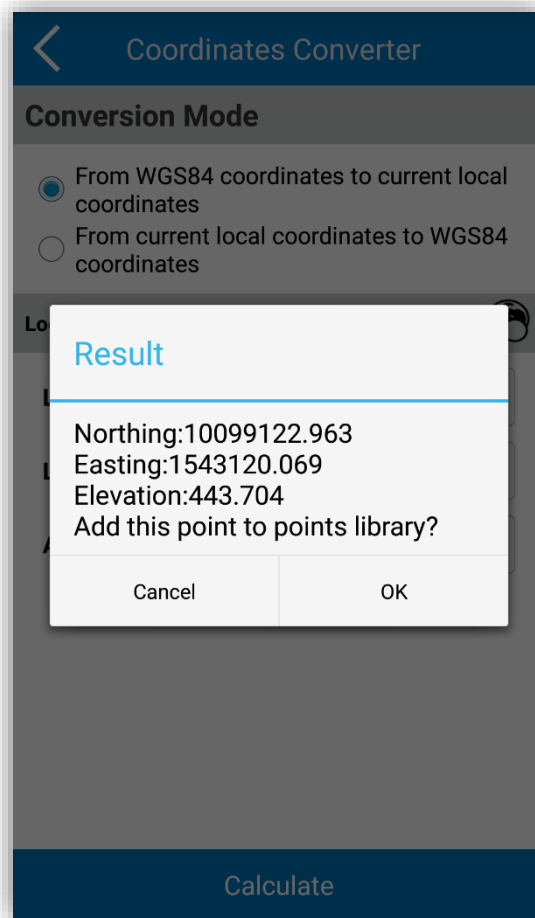 Coordinates Converter
Conversion Mode
From WGS84 coordinates to current local
coordinates
From current local coordinates to WGS84
coordinates
Result
Northing:10099122.963
Easting:1543120.069
Elevation:443.704
Add this point to points library?
Cancel
OK
Calculate